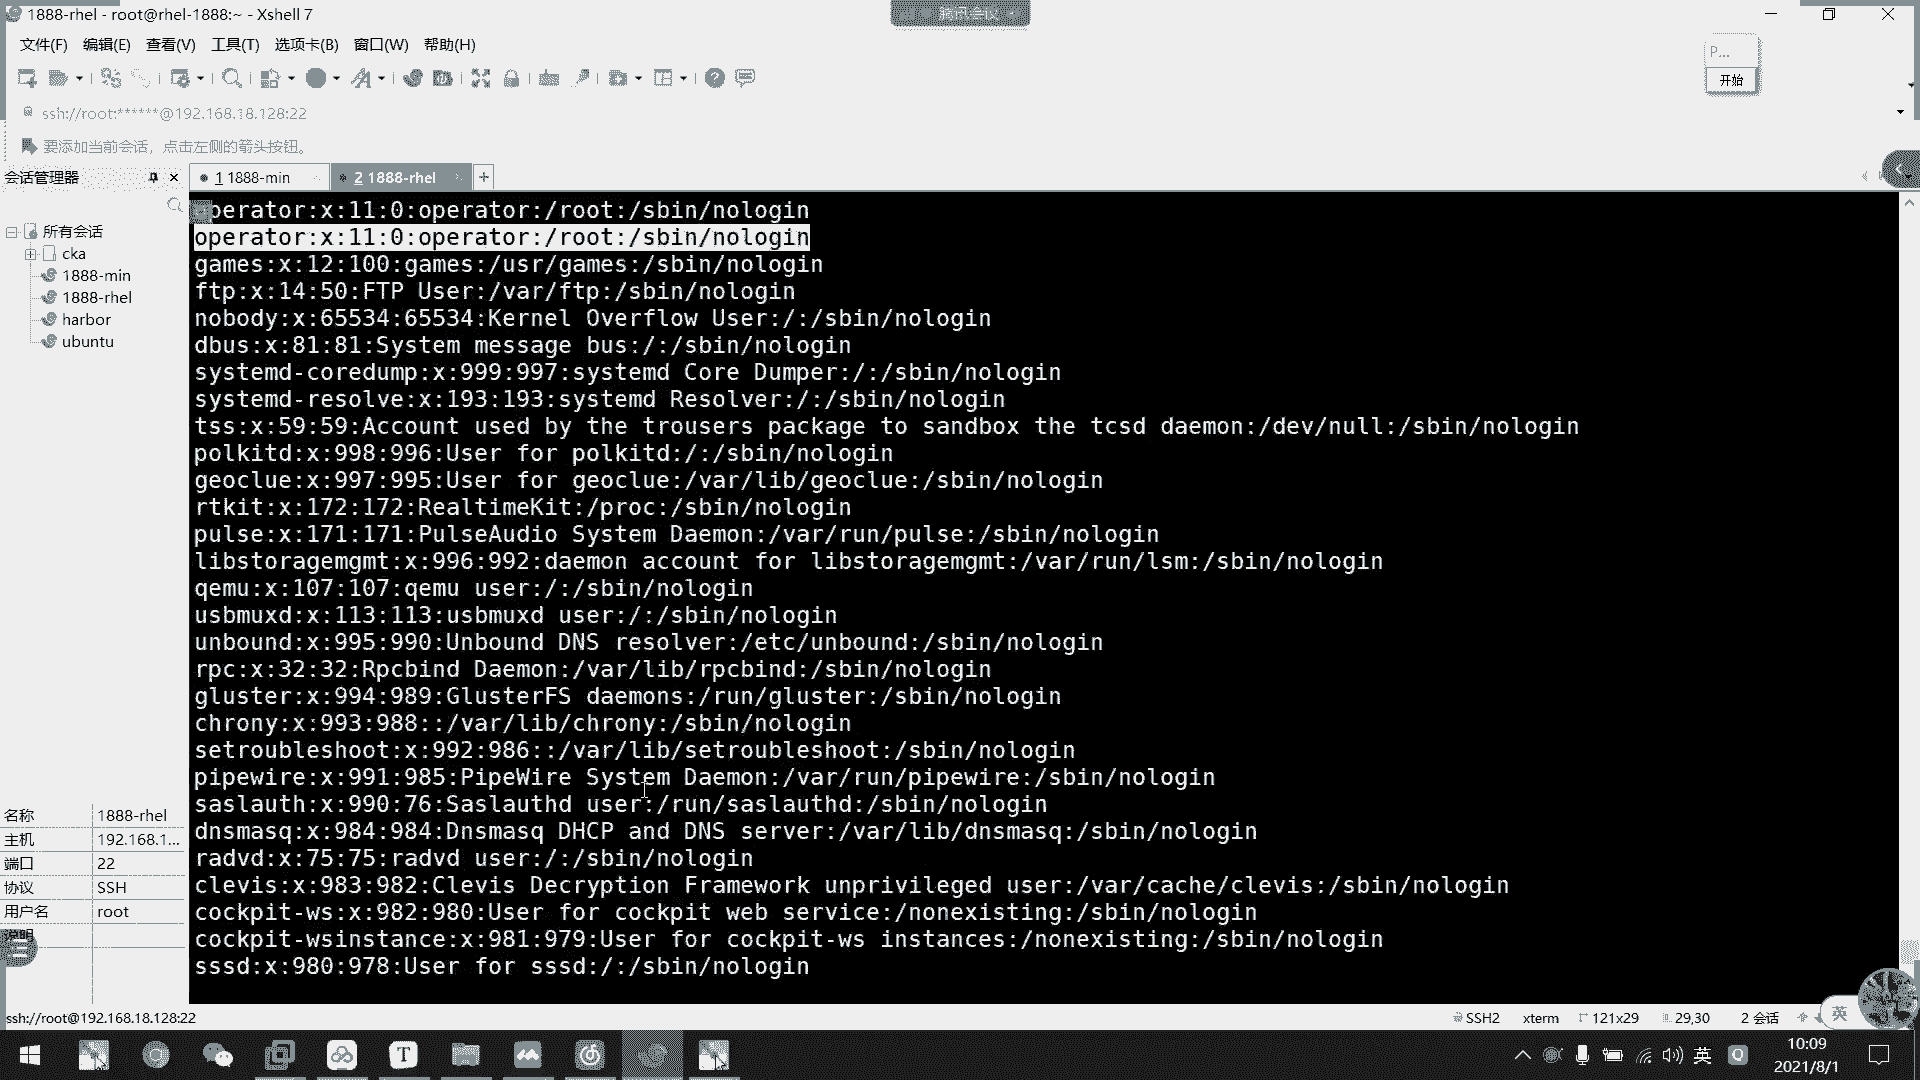 1888-rhel - root@rhel-1888:~ - Xshell 7
腾讯会议
文件(F) 编辑(E) 查看(V) 工具(T) 选项卡(B) 窗口(W) 帮助(H)
P...
开始
ssh://root:******@192.168.18.128:22
要添加当前会话，点击左侧的箭头按钮。
会话管理器
1 1888-min
2 1888-rhel
所有会话
cka
1888-min
1888-rhel
harbor
ubuntu
perator:x:11:0:operator:/root:/sbin/nologin
operator:x:11:0:operator:/root:/sbin/nologin
games:x:12:100:games:/usr/games:/sbin/nologin
ftp:x:14:50:FTP User:/var/ftp:/sbin/nologin
nobody:x:65534:65534:Kernel Overflow User:/:/sbin/nologin
dbus:x:81:81:System message bus:/:/sbin/nologin
systemd-coredump:x:999:997:systemd Core Dumper:/:/sbin/nologin
systemd-resolve:x:193:193:systemd Resolver:/:/sbin/nologin
tss:x:59:59:Account used by the trousers package to sandbox the tcsd daemon:/dev/null:/sbin/nologin
polkitd:x:998:996:User for polkitd:/:/sbin/nologin
geoclue:x:997:995:User for geoclue:/var/lib/geoclue:/sbin/nologin
rtkit:x:172:172:RealtimeKit:/proc:/sbin/nologin
pulse:x:171:171:PulseAudio System Daemon:/var/run/pulse:/sbin/nologin
libstoragemgmt:x:996:992:daemon account for libstoragemgmt:/var/run/lsm:/sbin/nologin
qemu:x:107:107:qemu user:/:/sbin/nologin
usbmuxd:x:113:113:usbmuxd user:/:/sbin/nologin
unbound:x:995:990:Unbound DNS resolver:/etc/unbound:/sbin/nologin
rpc:x:32:32:Rpcbind Daemon:/var/lib/rpcbind:/sbin/nologin
gluster:x:994:989:GlusterFS daemons:/run/gluster:/sbin/nologin
chrony:x:993:988::/var/lib/chrony:/sbin/nologin
setroubleshoot:x:992:986::/var/lib/setroubleshoot:/sbin/nologin
pipewire:x:991:985:PipeWire System Daemon:/var/run/pipewire:/sbin/nologin
saslauth:x:990:76:Saslauthd user:/run/saslauthd:/sbin/nologin
dnsmasq:x:984:984:Dnsmasq DHCP and DNS server:/var/lib/dnsmasq:/sbin/nologin
radvd:x:75:75:radvd user:/:/sbin/nologin
clevis:x:983:982:Clevis Decryption Framework unprivileged user:/var/cache/clevis:/sbin/nologin
cockpit-ws:x:982:980:User for cockpit web service:/nonexisting:/sbin/nologin
cockpit-wsinstance:x:981:979:User for cockpit-ws instances:/nonexisting:/sbin/nologin
sssd:x:980:978:User for sssd:/:/sbin/nologin
名称 1888-rhel
主机 192.168.1...
端口 22
协议 SSH
用户名 root
说明
ssh://root@192.168.18.128:22
SSH2 xterm 121x29 29,30 2 会话
英
T
英
10:09
2021/8/1